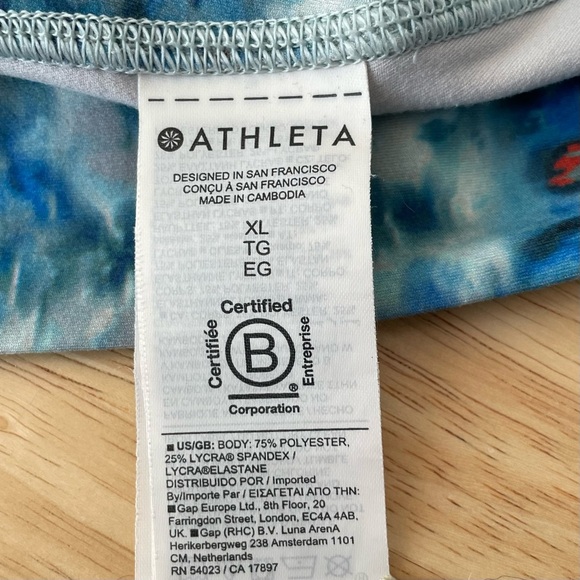 ATHLETA
DESIGNED IN SAN FRANCISCO
CONÇU À SAN FRANCISCO
MADE IN CAMBODIA
XL
TG
EG
Certified
Certifiée
B
Entreprise
®
Corporation
■ US/GB: BODY: 75% POLYESTER,
25% LYCRA® SPANDEX /
LYCRA®ELASTANE
DISTRIBUIDO POR / Imported
By/Importe Par / ΕΙΣΑΓΕΤΑΙ ΑΠΟ ΤΗΝ:
■Gap Europe Ltd., 8th Floor, 20
Farringdon Street, London, EC4A 4AB,
UK. ■Gap (RHC) B.V. Luna ArenA
Herikerbergweg 238 Amsterdam 1101
CM, Netherlands
RN 54023 / CA 17897